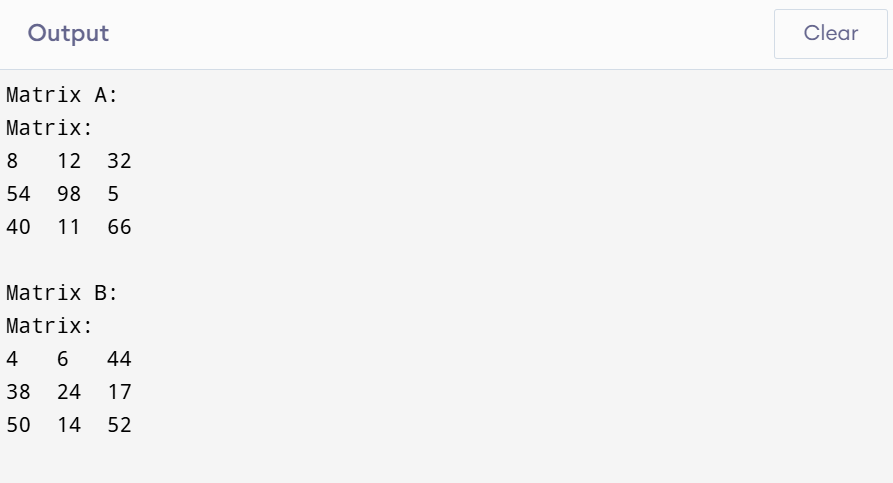 Output
Clear
Matrix A:
Matrix:
8   12  32
54  98  5
40  11  66
Matrix B:
Matrix:
4   6   44
38  24  17
50  14  52